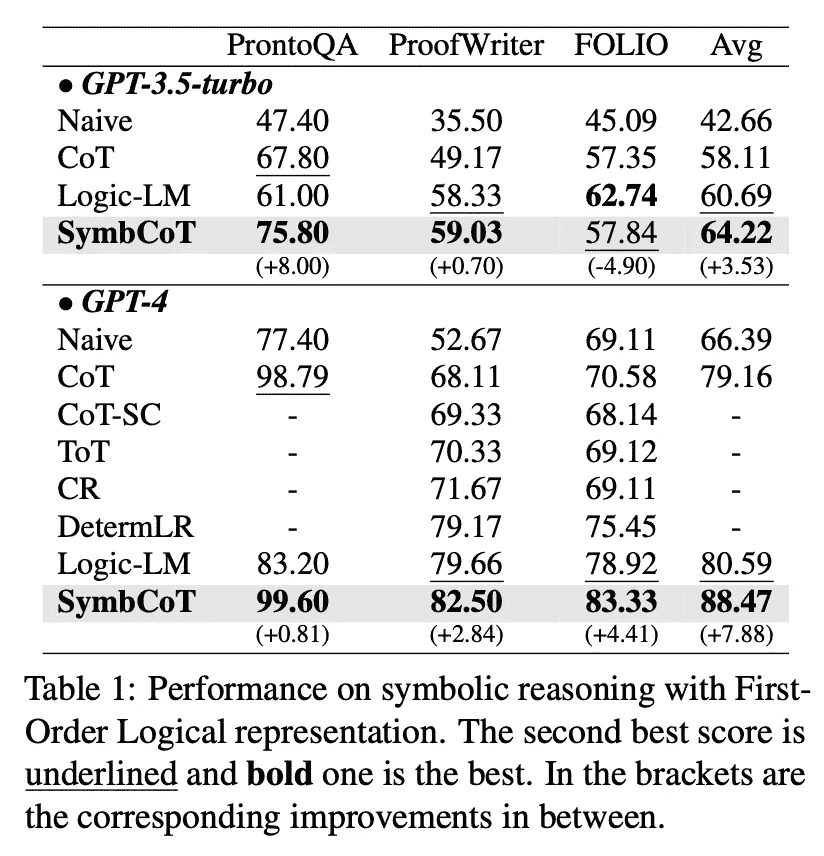 ProntoQA ProofWriter FOLIO Avg
● GPT-3.5-turbo
Naive 47.40 35.50 45.09 42.66
CoT 67.80 49.17 57.35 58.11
Logic-LM 61.00 58.33 62.74 60.69
SymbCoT 75.80 59.03 57.84 64.22
(+8.00) (+0.70) (-4.90) (+3.53)
● GPT-4
Naive 77.40 52.67 69.11 66.39
CoT 98.79 68.11 70.58 79.16
CoT-SC - 69.33 68.14 -
ToT - 70.33 69.12 -
CR - 71.67 69.11 -
DetermLR - 79.17 75.45 -
Logic-LM 83.20 79.66 78.92 80.59
SymbCoT 99.60 82.50 83.33 88.47
(+0.81) (+2.84) (+4.41) (+7.88)
Table 1: Performance on symbolic reasoning with First-
Order Logical representation. The second best score is
underlined and bold one is the best. In the brackets are
the corresponding improvements in between.